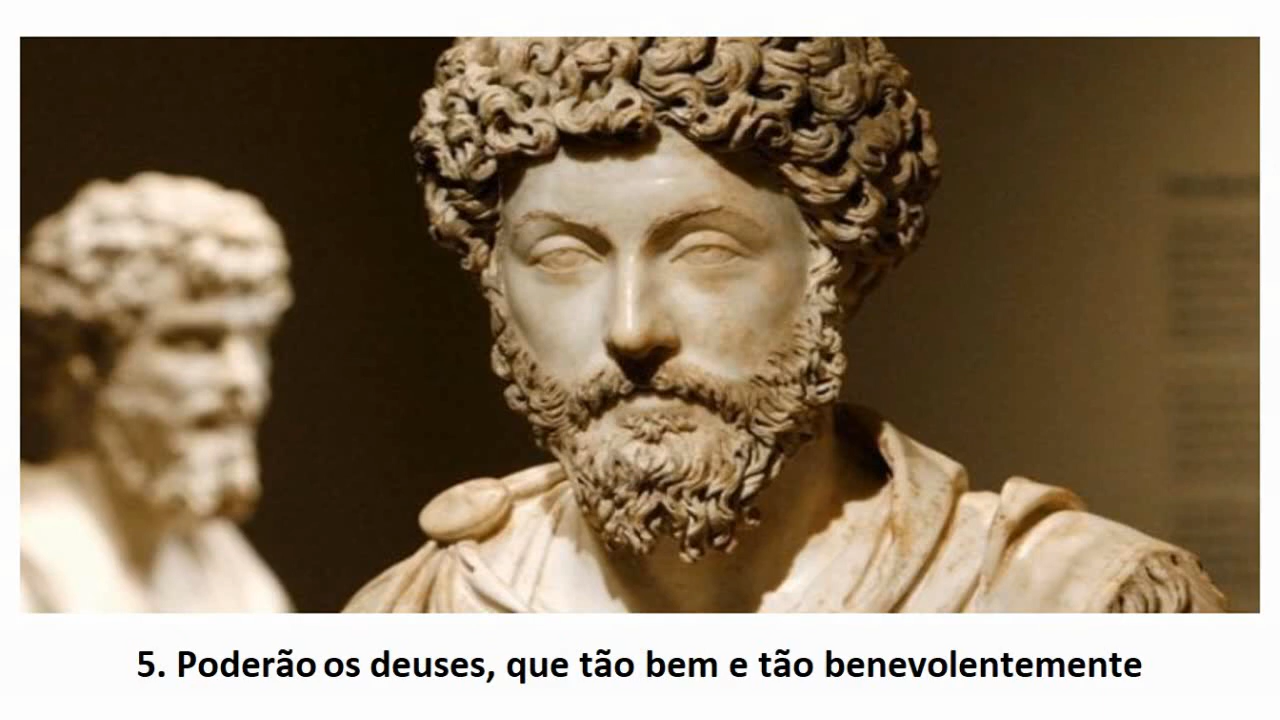 5. Poderão os deuses, que tão bem e tão benevolentemente